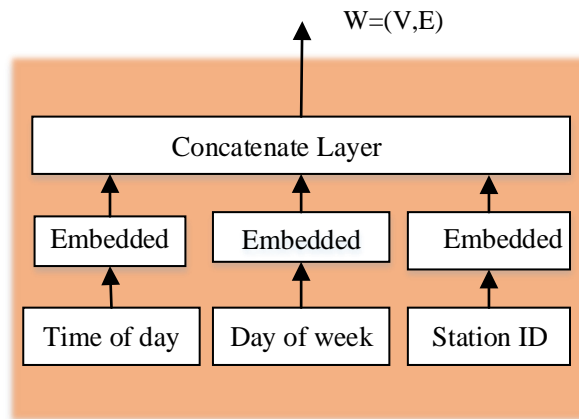 W=(V,E)
Concatenate Layer
Embedded Embedded Embedded
Time of day Day of week Station ID